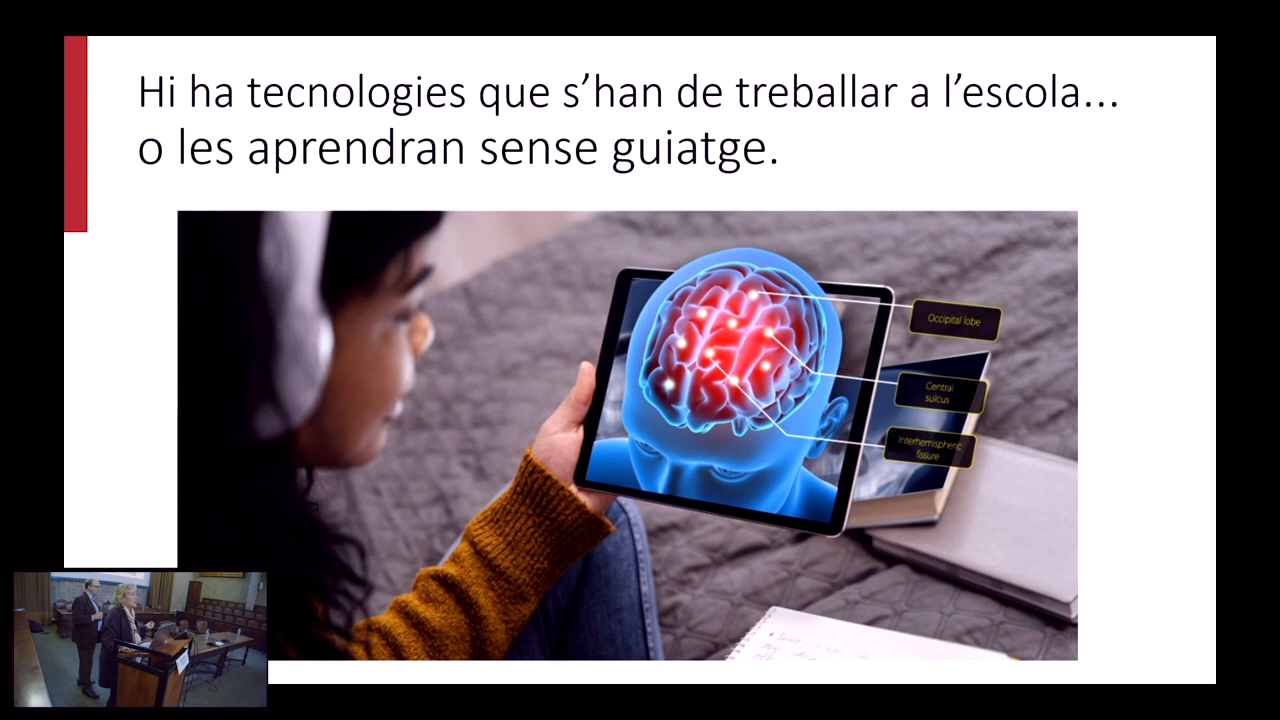 Hi ha tecnologies que s’han de treballar a l’escola...
o les aprendran sense guiatge.
Occipital lobe
Central
sulcus
Interhemispheric
fissure